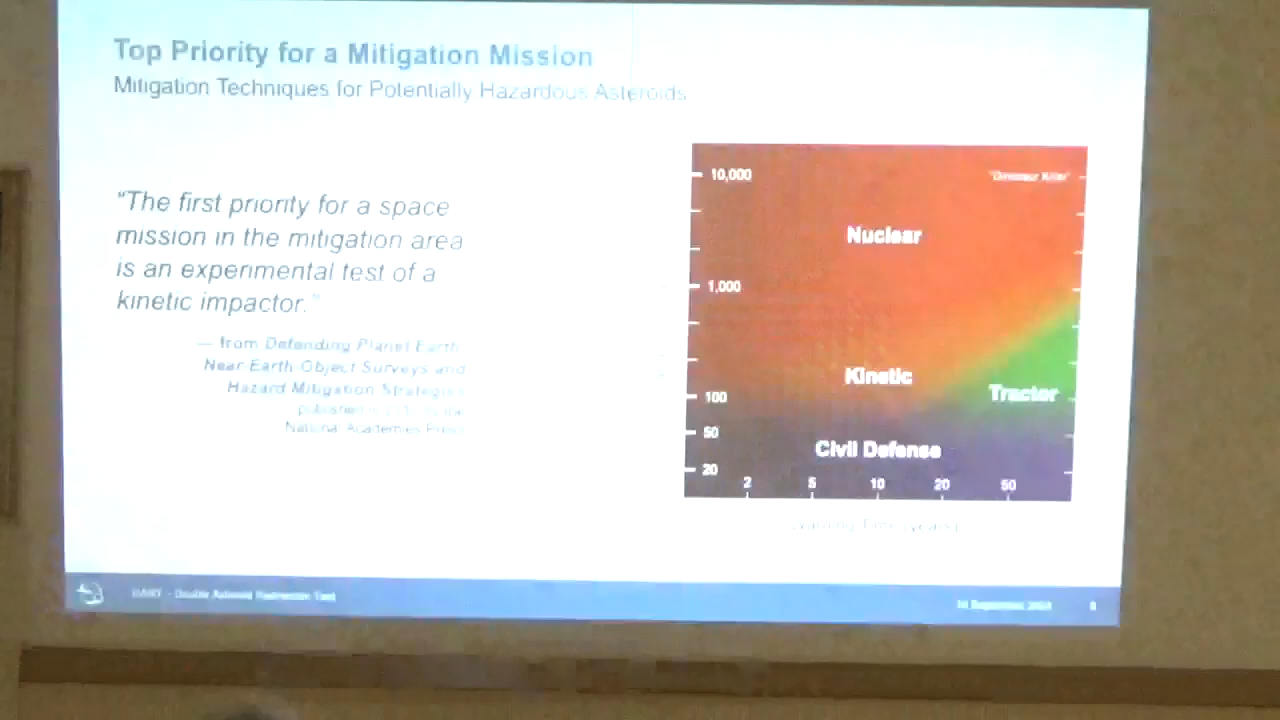 Top Priority for a Mitigation Mission
Mitigation Techniques for Potentially Hazardous Asteroids
"The first priority for a space
mission in the mitigation area
is an experimental test of a
kinetic impactor."
— from Defending Planet Earth
Near Earth Object Surveys and
Hazard Mitigation Strategies
National Academies Press
10,000
"Dinosaur Killer"
Nuclear
1,000
Kinetic
Tractor
100
50
Civil Defense
20
2 5 10 20 50
Warning Time (years)
DART - Double Asteroid Redirection Test